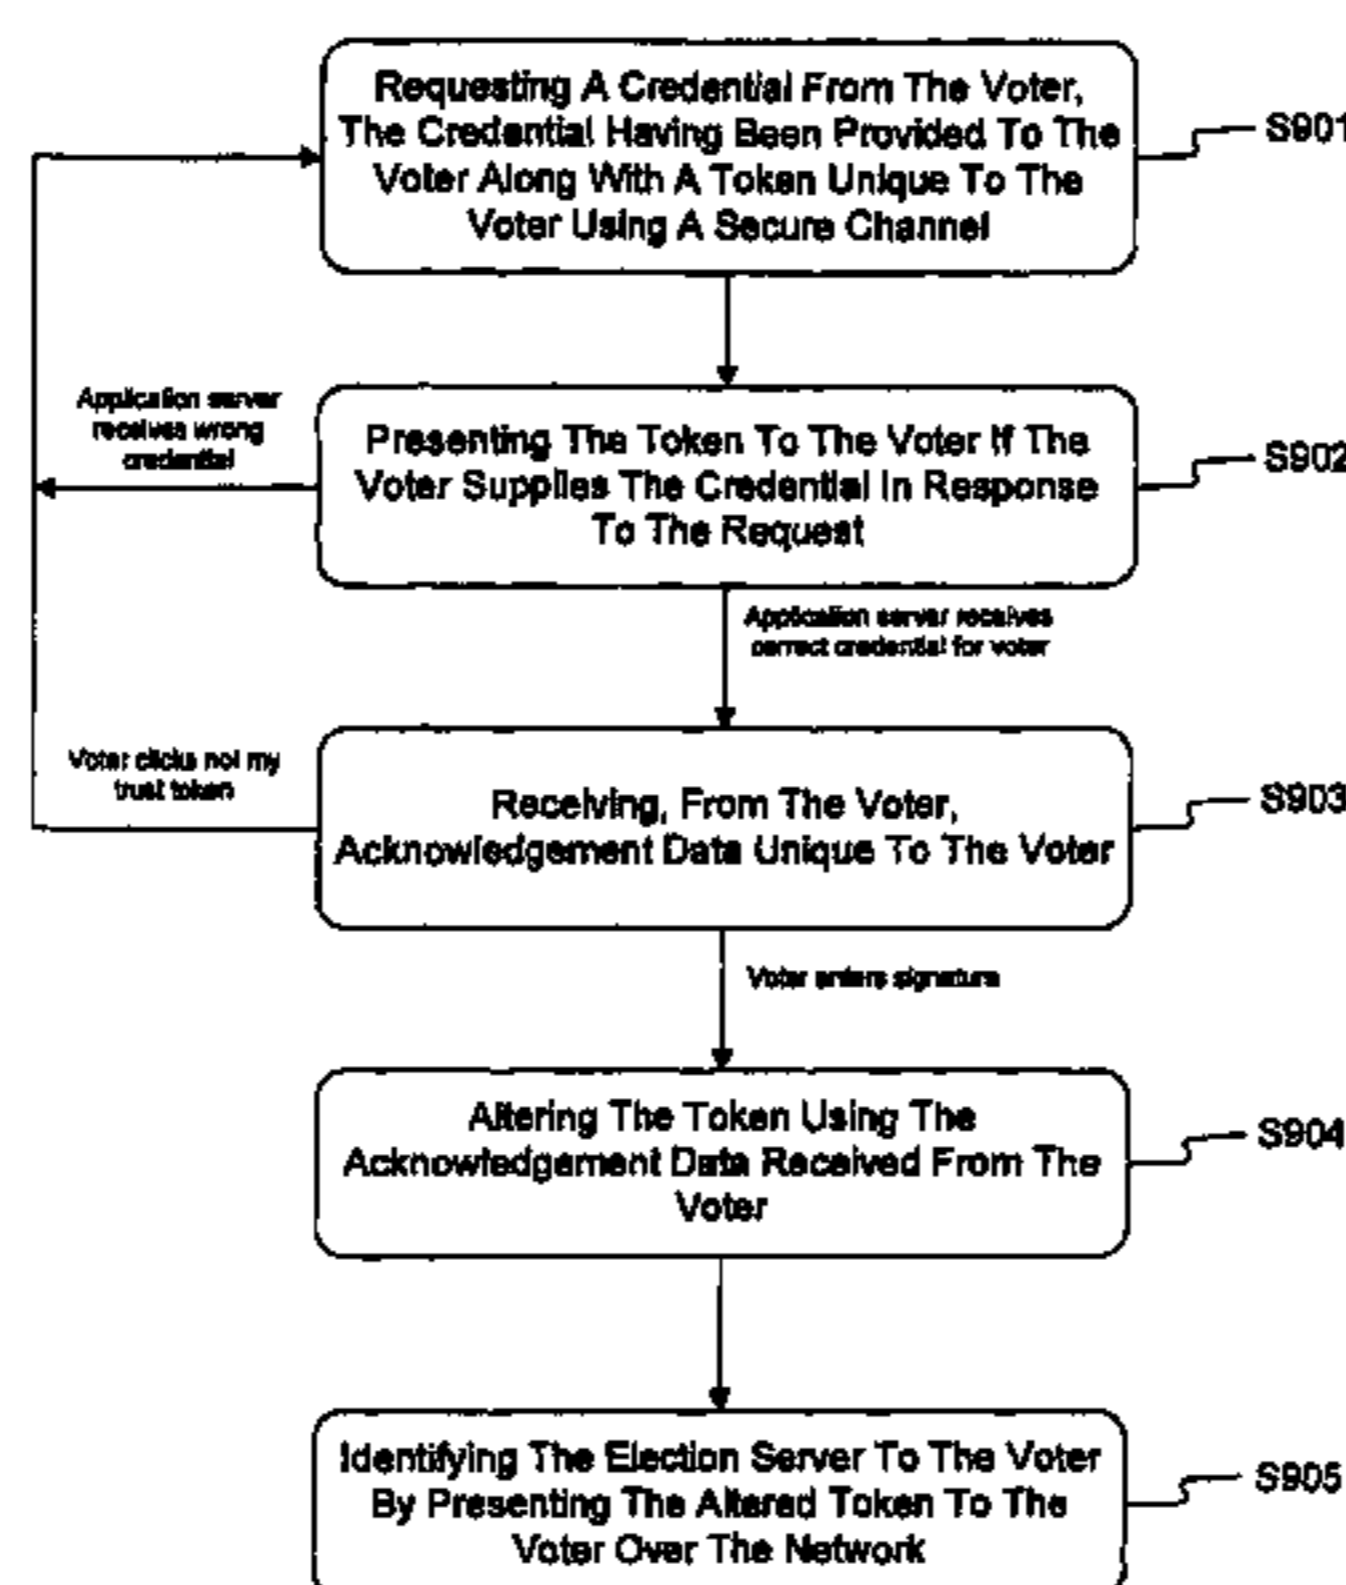 Requesting A Credential From The Voter,
The Credential Having Been Provided To The
Voter Along With A Token Unique To The
Voter Using A Secure Channel
S901
Application server
receives wrong
credential
Presenting The Token To The Voter If The
Voter Supplies The Credential In Response
To The Request
S902
Application server receives
correct credential for voter
Voter clicks not my
trust token
Receiving, From The Voter,
Acknowledgement Data Unique To The Voter
S903
Voter enters signature
Altering The Token Using The
Acknowledgement Data Received From The
Voter
S904
Identifying The Election Server To The Voter
By Presenting The Altered Token To The
Voter Over The Network
S905